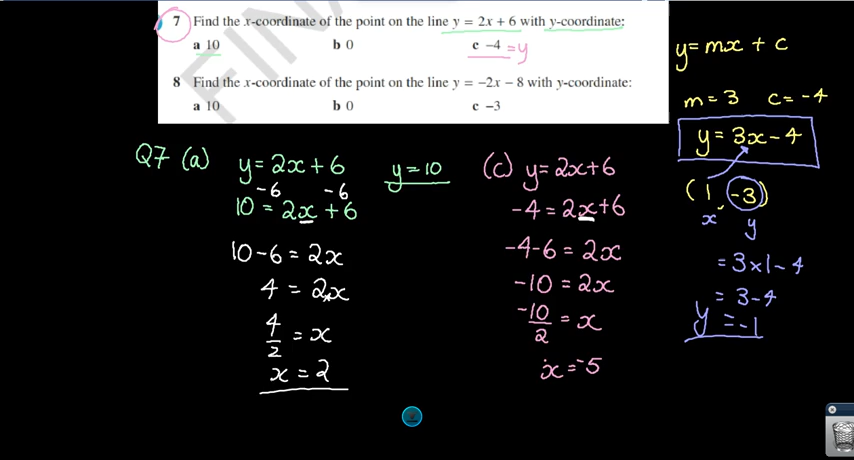 7 Find the x-coordinate of the point on the line y = 2x + 6 with y-coordinate:
a 10 b 0 c −4 = y
8 Find the x-coordinate of the point on the line y = −2x − 8 with y-coordinate:
a 10 b 0 c −3
FINAL
Q7 (a) y = 2x + 6 y = 10
-6 -6
10 = 2x + 6
10 - 6 = 2x
4 = 2x
4/2 = x
x = 2
(c) y = 2x + 6
-4 = 2x + 6
-4 - 6 = 2x
-10 = 2x
-10/2 = x
x = -5
y = mx + c
m = 3 c = -4
y = 3x - 4
(1, -3)
x y
= 3 x 1 - 4
= 3 - 4
y = -1